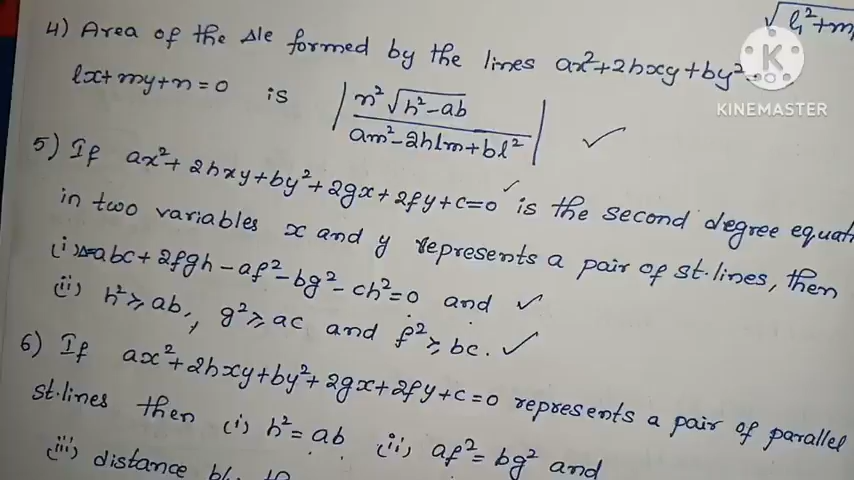 √l₁²+m
4) Area of the Δle formed by the lines ax²+2hxy+by²=0
K
KINEMASTER
lx+my+n=0 is |n²√h²-ab / am²-2hlm+bl²| ✓
5) If ax²+2hxy+by²+2gx+2fy+c=0 ✓ is the second degree
in two variables x and y represents a pair of st.lines, then
(i) Δ=abc+2fgh-af²-bg²-ch²=0 and ✓
(ii) h²≥ab, g²≥ac and f²≥bc. ✓
6) If ax²+2hxy+by²+2gx+2fy+c=0 represents a pair of parallel
st.lines then (i) h²=ab (ii) af²=bg² and
(iii) distance